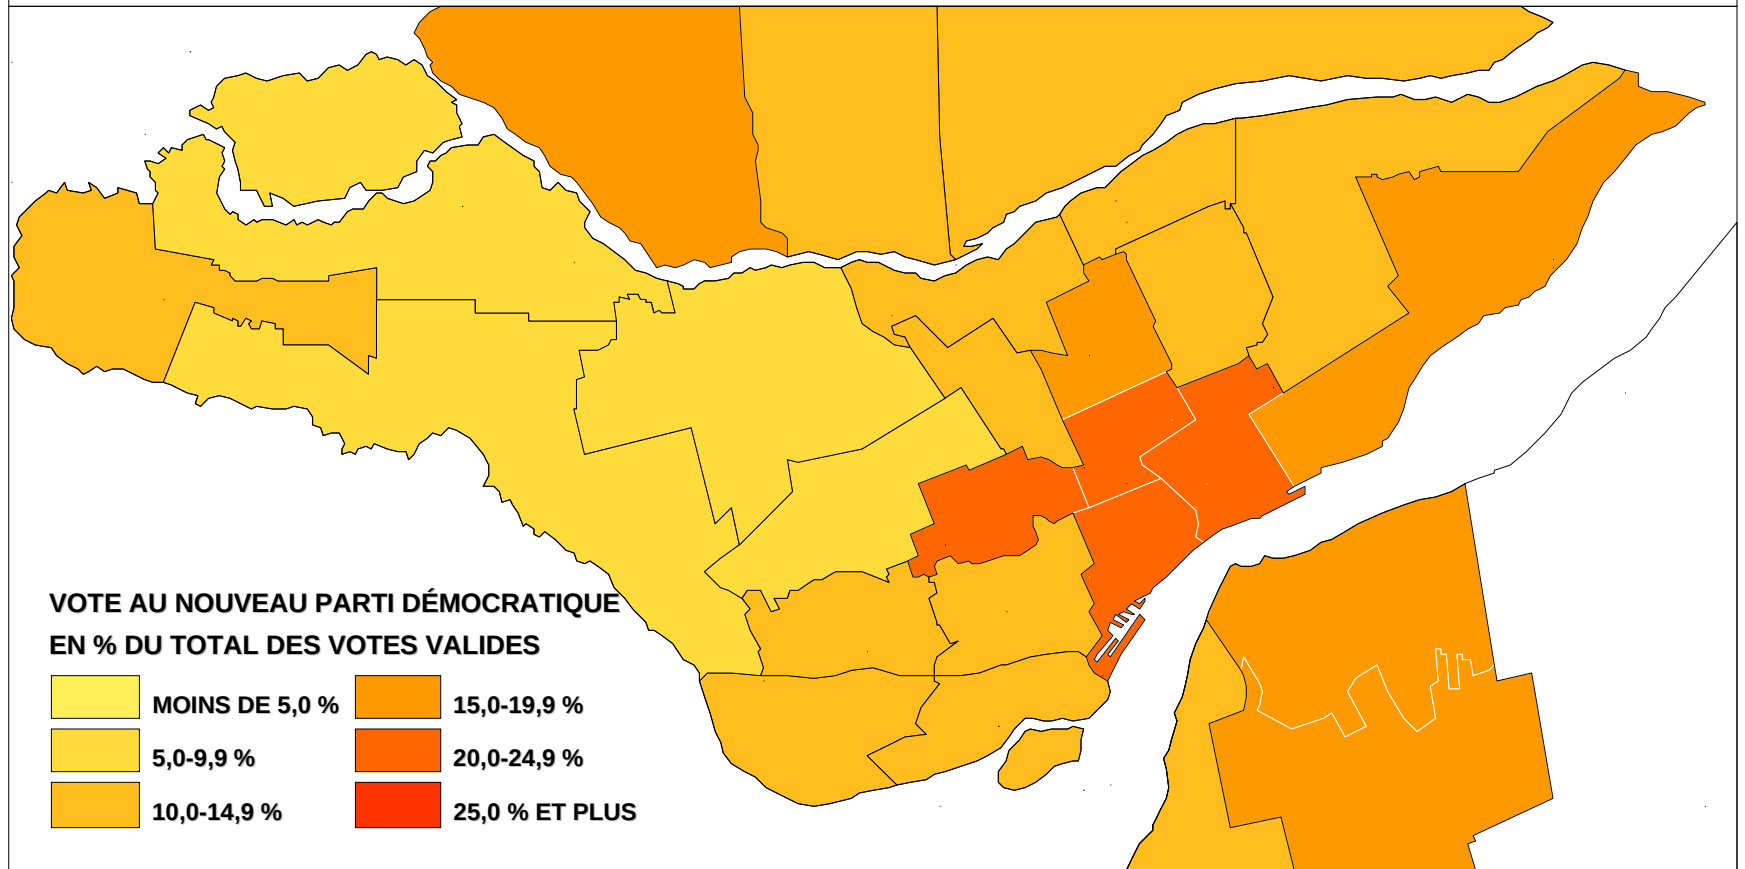 VOTE AU NOUVEAU PARTI DÉMOCRATIQUE
EN % DU TOTAL DES VOTES VALIDES
MOINS DE 5,0 %
5,0-9,9 %
10,0-14,9 %
15,0-19,9 %
20,0-24,9 %
25,0 % ET PLUS